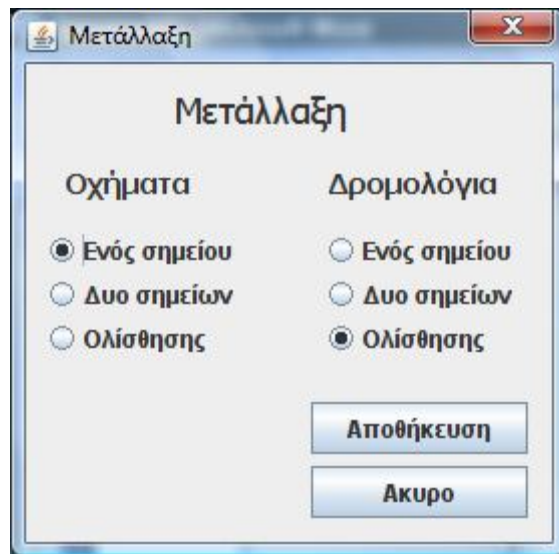 Μετάλλαξη
Μετάλλαξη
Οχήματα
Δρομολόγια
Ενός σημείου
Ενός σημείου
Δυο σημείων
Δυο σημείων
Ολίσθησης
Ολίσθησης
Αποθήκευση
Ακυρο